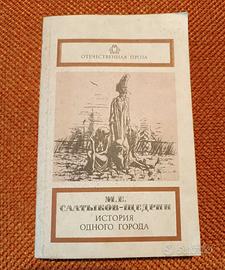 ОТЕЧЕСТВЕННАЯ ПРОЗА
М.Е.
САЛТЫКОВ-ЩЕДРИН
ИСТОРИЯ
ОДНОГО ГОРОДА